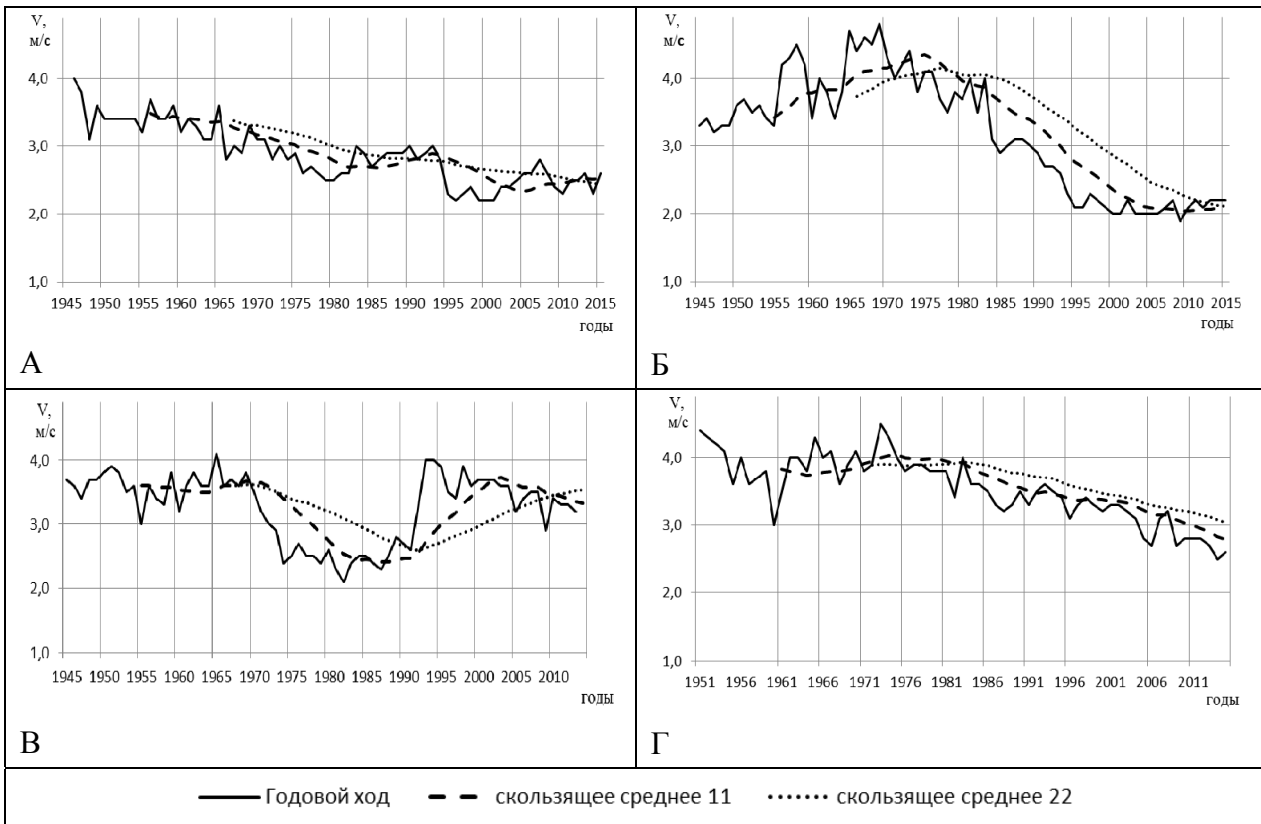 V,
м/с
4,0
3,0
2,0
1,0
1945 1950 1955 1960 1965 1970 1975 1980 1985 1990 1995 2000 2005 2010 2015
годы
А
V,
м/с
4,0
3,0
2,0
1,0
1945 1950 1955 1960 1965 1970 1975 1980 1985 1990 1995 2000 2005 2010 2015
годы
Б
V,
м/с
4,0
3,0
2,0
1,0
1945 1950 1955 1960 1965 1970 1975 1980 1985 1990 1995 2000 2005 2010
годы
В
V,
м/с
4,0
3,0
2,0
1,0
1951 1956 1961 1966 1971 1976 1981 1986 1991 1996 2001 2006 2011
годы
Г
Годовой ход скользящее среднее 11 скользящее среднее 22